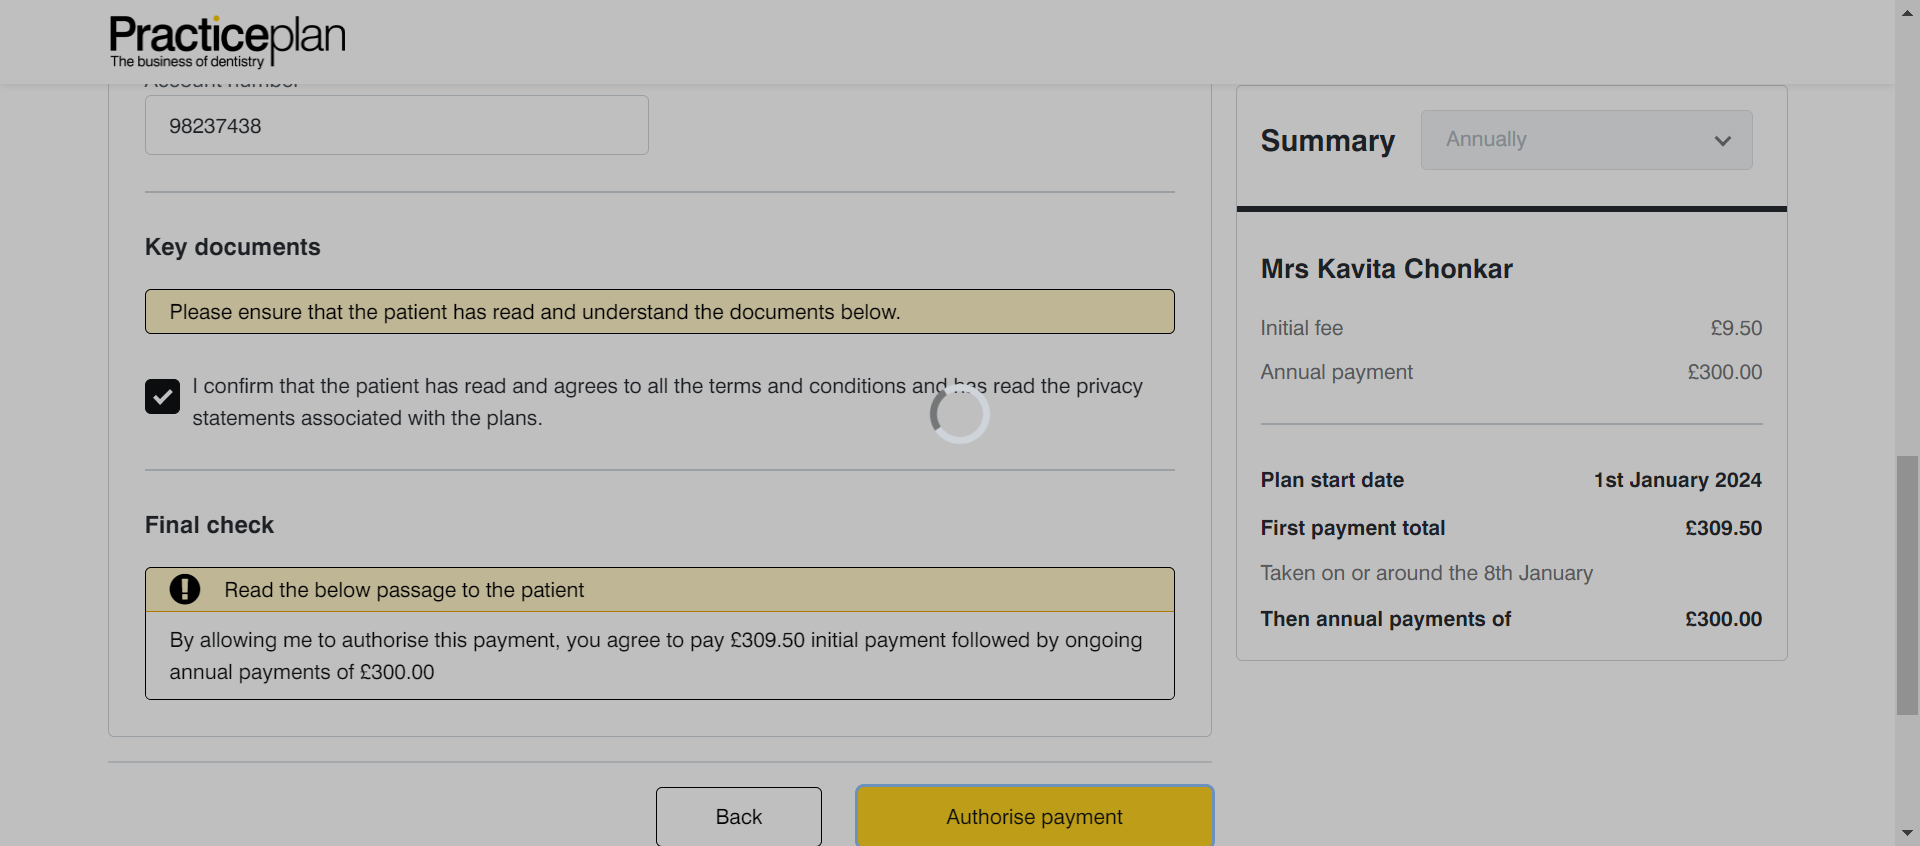 Practiceplan
The business of dentistry
Account number
98237438
Key documents
Please ensure that the patient has read and understand the documents below.
I confirm that the patient has read and agrees to all the terms and conditions and has read the privacy
statements associated with the plans.
Final check
Read the below passage to the patient
By allowing me to authorise this payment, you agree to pay £309.50 initial payment followed by ongoing
annual payments of £300.00
Back
Authorise payment
Summary
Annually
Mrs Kavita Chonkar
Initial fee £9.50
Annual payment £300.00
Plan start date 1st January 2024
First payment total £309.50
Taken on or around the 8th January
Then annual payments of £300.00